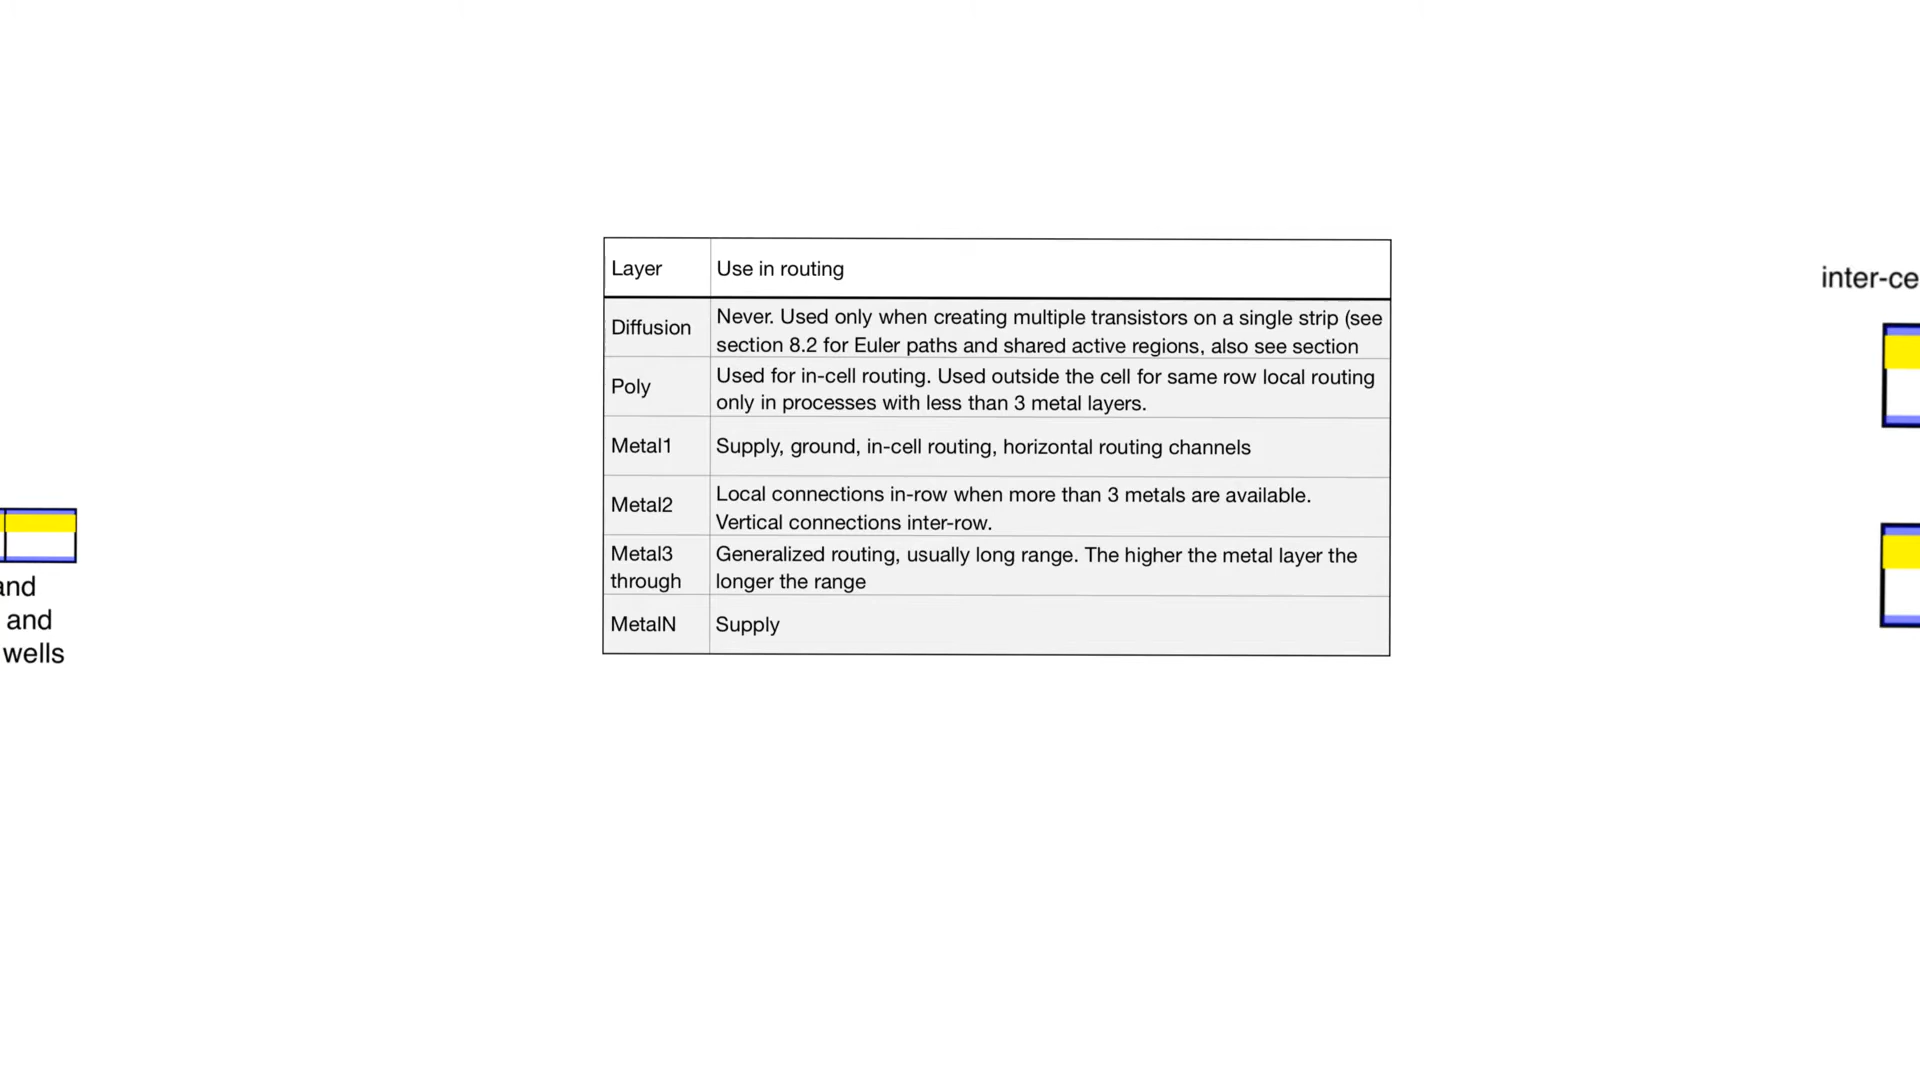 Layer Use in routing
Diffusion
Never. Used only when creating multiple transistors on a single strip (see
section 8.2 for Euler paths and shared active regions, also see section
Poly
Used for in-cell routing. Used outside the cell for same row local routing
only in processes with less than 3 metal layers.
Metal1 Supply, ground, in-cell routing, horizontal routing channels
Metal2
Local connections in-row when more than 3 metals are available.
Vertical connections inter-row.
Metal3
through
Generalized routing, usually long range. The higher the metal layer the
longer the range
MetalN Supply
and
and
wells
inter-ce